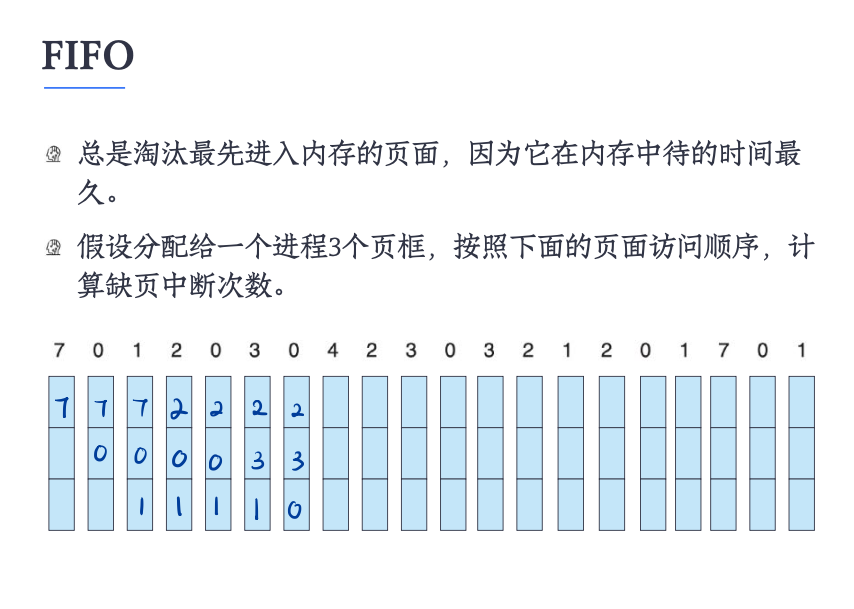 FIFO
总是淘汰最先进入内存的页面，因为它在内存中待的时间最
久。
假设分配给一个进程3个页框，按照下面的页面访问顺序，计
算缺页中断次数。
7 0 1 2 0 3 0 4 2 3 0 3 2 1 2 0 1 7 0 1
7 7 7 2 2 2 2
0 0 0 0 3 3
1 1 1 1 0